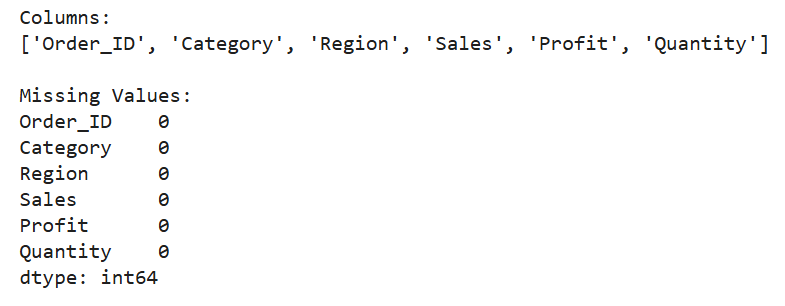 Columns:
['Order_ID', 'Category', 'Region', 'Sales', 'Profit', 'Quantity']
Missing Values:
Order_ID    0
Category    0
Region      0
Sales       0
Profit      0
Quantity    0
dtype: int64